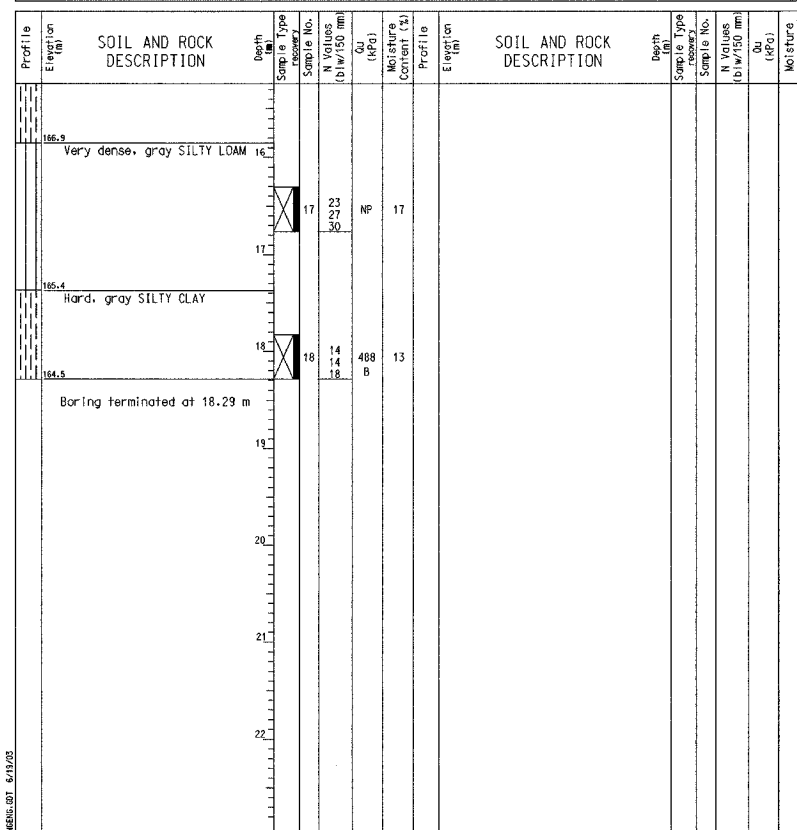 Profile
Elevation (m)
SOIL AND ROCK
DESCRIPTION
Depth (m)
Sample Type
recovery
Sample No.
N Values
(blw/150 mm)
Qu
(kPa)
Moisture
Content (%)
Profile
Elevation (m)
SOIL AND ROCK
DESCRIPTION
Depth (m)
Sample Type
recovery
Sample No.
N Values
(blw/150 mm)
Qu
(kPa)
Moisture
166.9
Very dense, gray SILTY LOAM 16
17 23 NP 17
27
30
17
165.4
Hard, gray SILTY CLAY
18
18 14 488 13
14 B
18
164.5
Boring terminated at 18.29 m
19
20
21
22
GENG.GDT 6/19/03